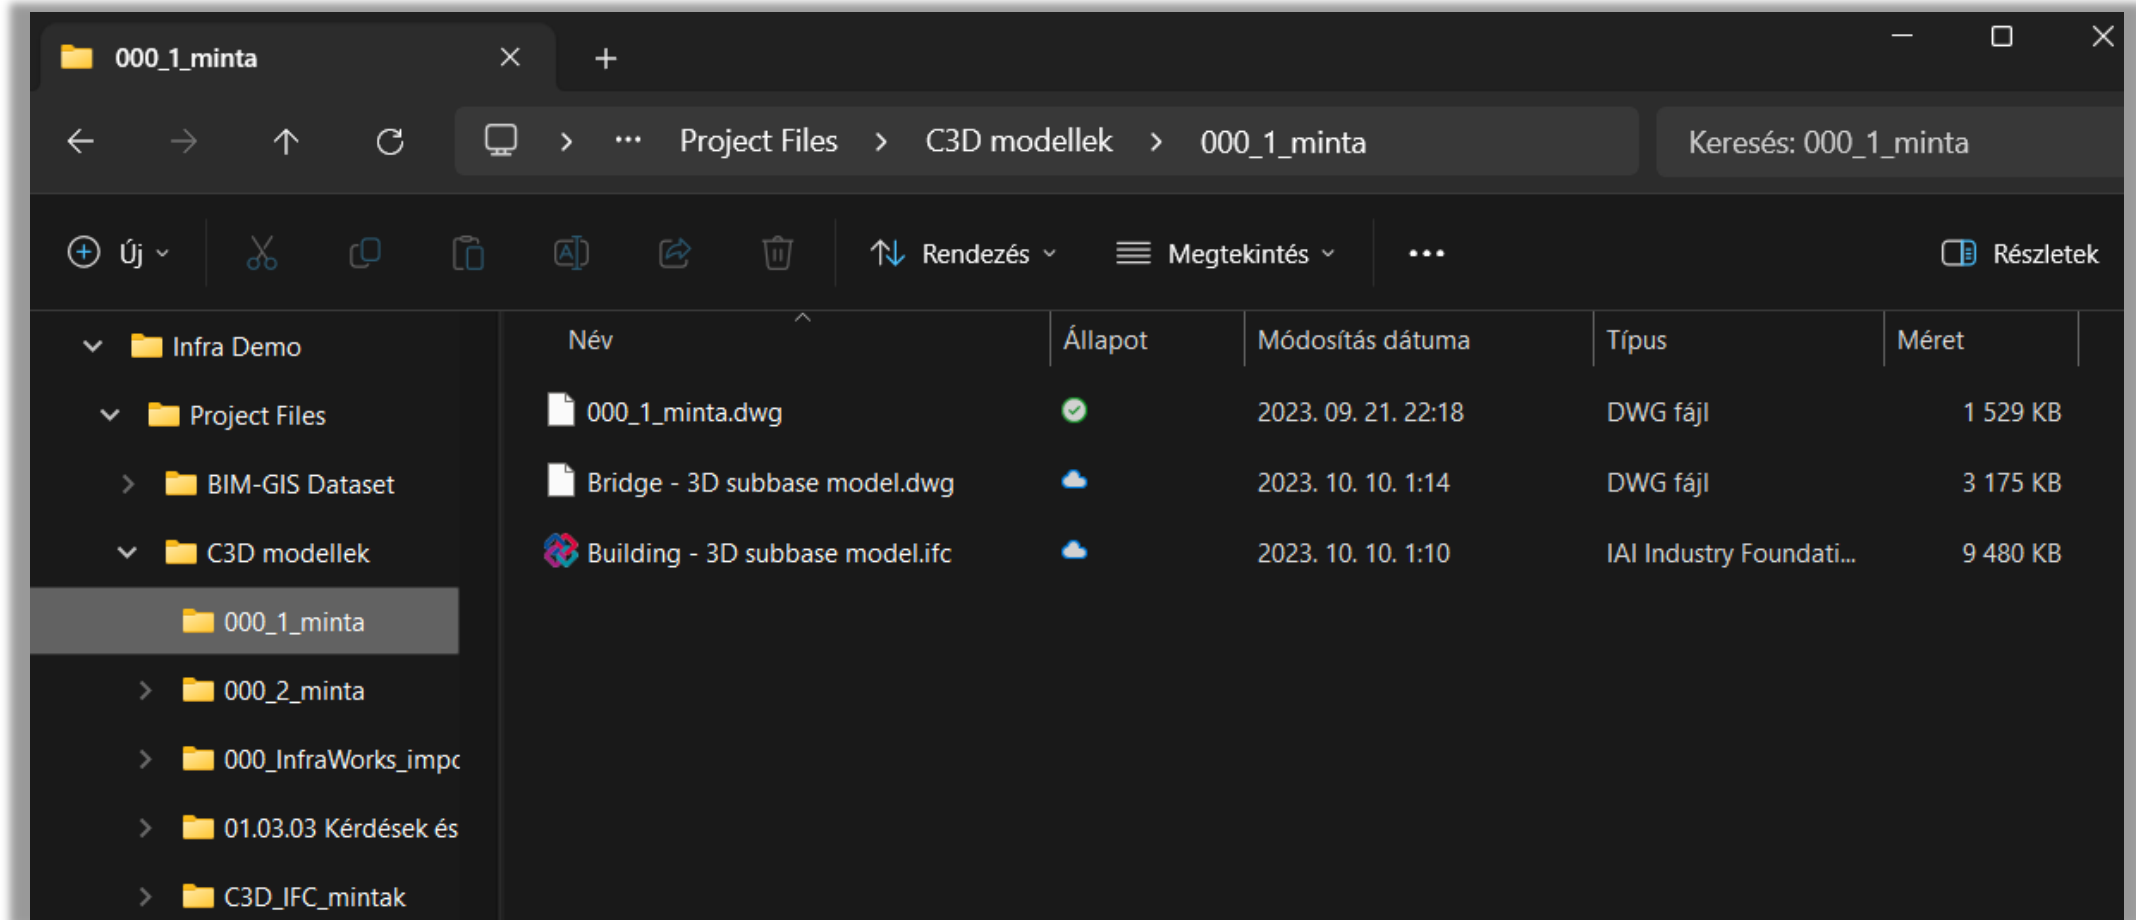 000_1_minta
Project Files > C3D modellek > 000_1_minta
Keresés: 000_1_minta
Új
Rendezés
Megtekintés
Részletek
Infra Demo
Project Files
BIM-GIS Dataset
C3D modellek
000_1_minta
000_2_minta
000_InfraWorks_impo
01.03.03 Kérdések és
C3D_IFC_mintak
Név Állapot Módosítás dátuma Típus Méret
000_1_minta.dwg 2023. 09. 21. 22:18 DWG fájl 1 529 KB
Bridge - 3D subbase model.dwg 2023. 10. 10. 1:14 DWG fájl 3 175 KB
Building - 3D subbase model.ifc 2023. 10. 10. 1:10 IAI Industry Foundati... 9 480 KB